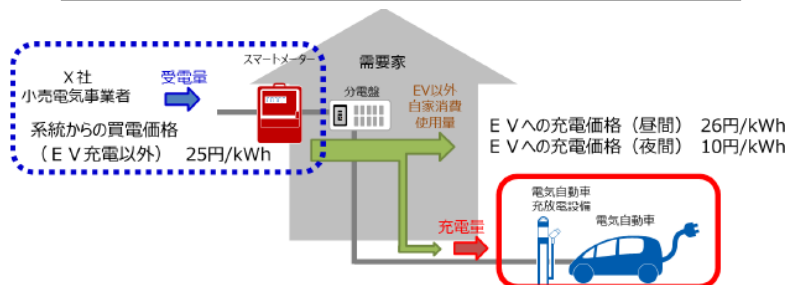 X社
小売電気事業者
受電量
スマートメーター
系統からの買電価格
(EV充電以外) 25円/kWh
需要家
分電盤
EV以外
自家消費
使用量
EVへの充電価格(昼間) 26円/kWh
EVへの充電価格(夜間) 10円/kWh
充電量
電気自動車
充放電設備
電気自動車